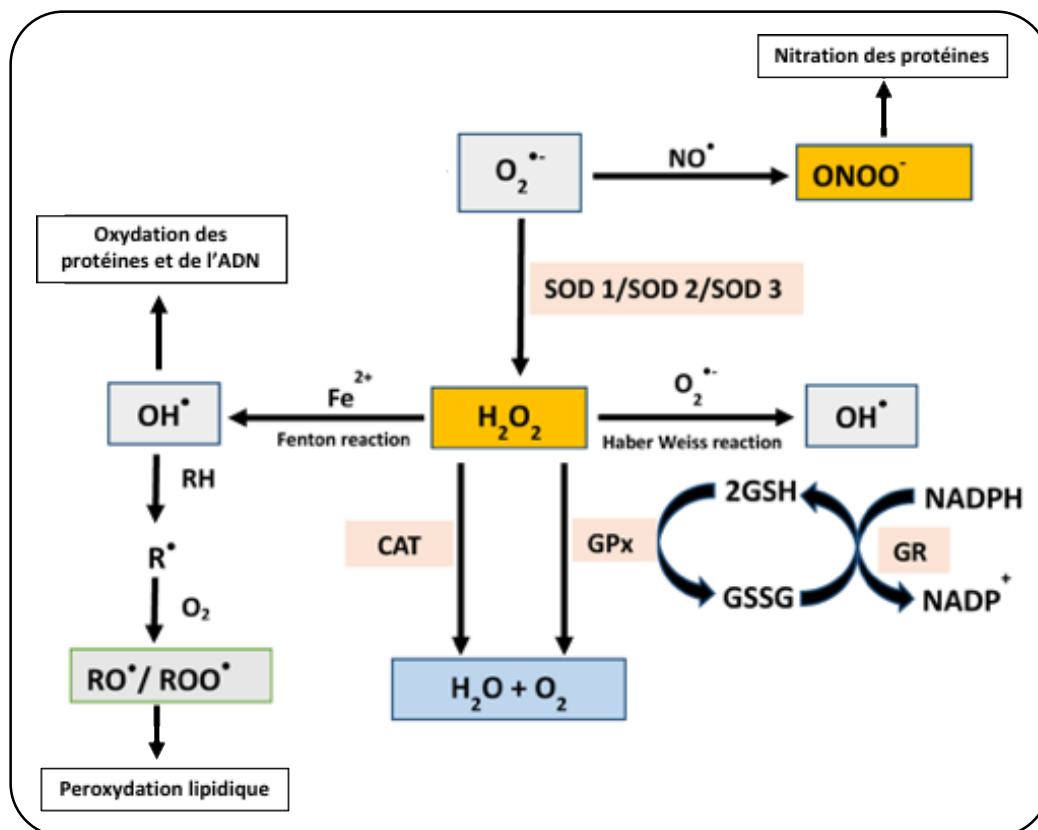 Nitration des protéines
O₂•-
NO•
ONOO⁻
Oxydation des
protéines et de l'ADN
SOD 1/SOD 2/SOD 3
OH•
Fe²⁺
Fenton reaction
H₂O₂
O₂•-
Haber Weiss reaction
OH•
RH
R•
O₂
RO•/ ROO•
Peroxydation lipidique
CAT
GPx
2GSH
GSSG
NADPH
GR
NADP⁺
H₂O + O₂